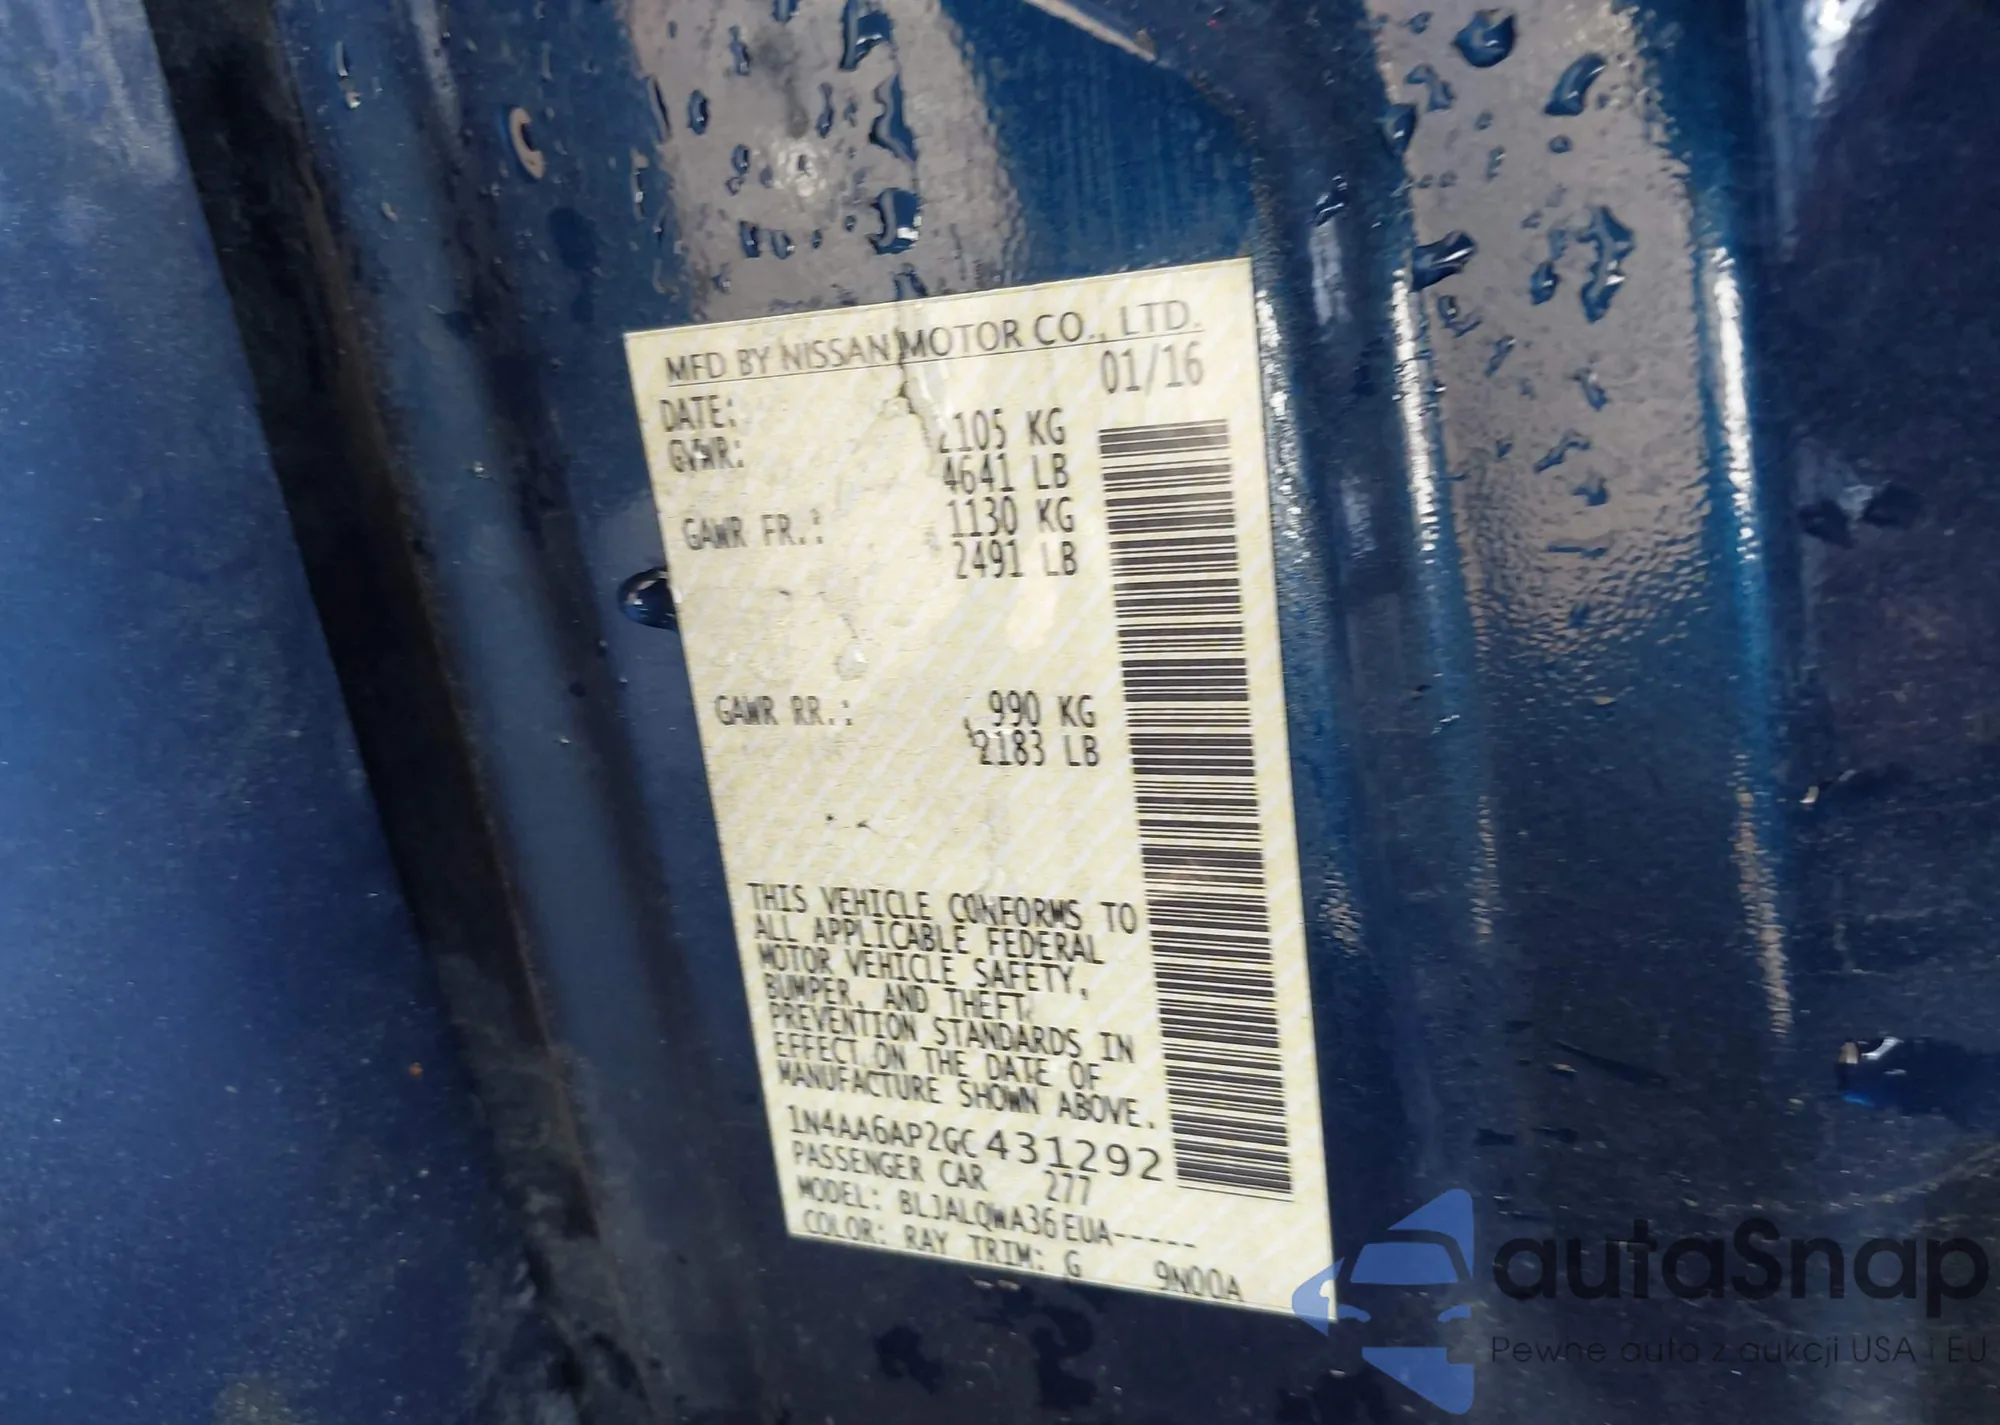 MFD BY NISSAN MOTOR CO., LTD.
DATE: 01/16
GVWR: 2105 KG
4641 LB
GAWR FR.: 1130 KG
2491 LB
GAWR RR.: 990 KG
2183 LB
THIS VEHICLE CONFORMS TO
ALL APPLICABLE FEDERAL
MOTOR VEHICLE SAFETY,
BUMPER, AND THEFT
PREVENTION STANDARDS IN
EFFECT ON THE DATE OF
MANUFACTURE SHOWN ABOVE.
1N4AA6AP2GC431292
PASSENGER CAR 277
MODEL: BLJALQWA36EUA-----
COLOR: RAY TRIM: G 9N00A
autaSnap
Pewne auta z aukcji USA i EU